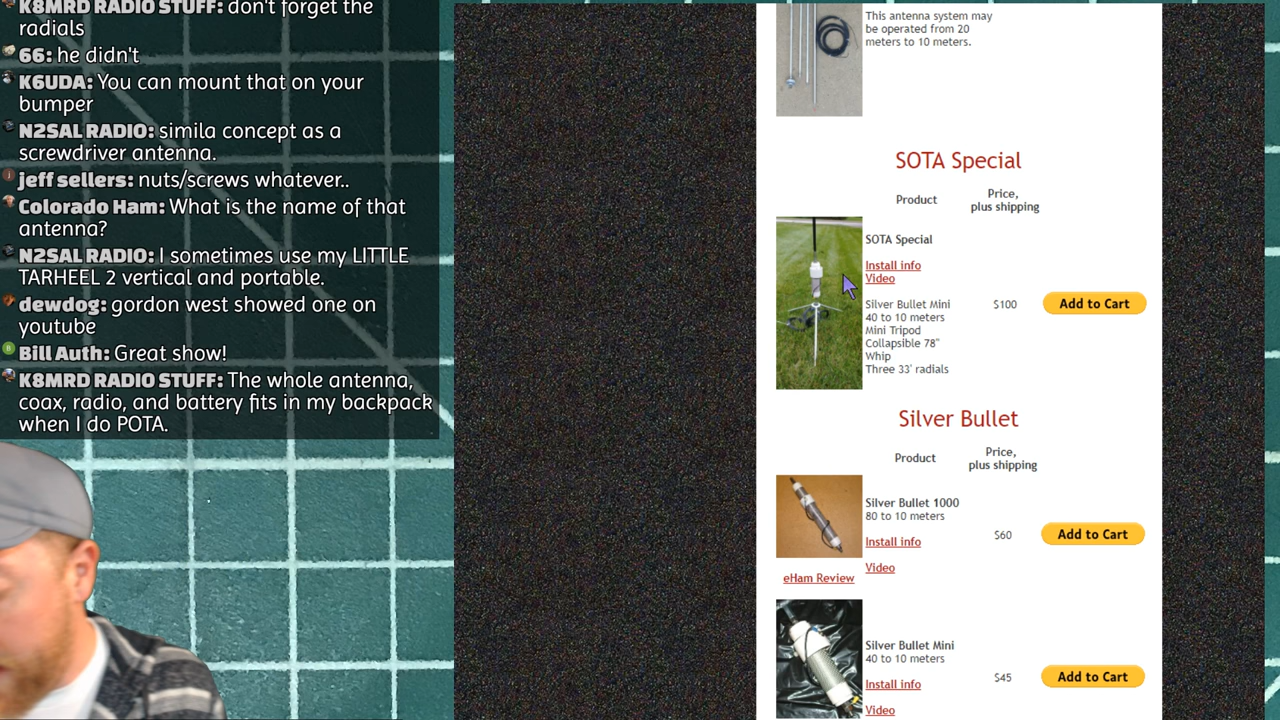 K8MRD RADIO STUFF: don't forget the
radials
66: he didn't
K6UDA: You can mount that on your
bumper
N2SAL RADIO: simila concept as a
screwdriver antenna.
jeff sellers: nuts/screws whatever..
Colorado Ham: What is the name of that
antenna?
N2SAL RADIO: I sometimes use my LITTLE
TARHEEL 2 vertical and portable.
dewdog: gordon west showed one on
youtube
Bill Auth: Great show!
K8MRD RADIO STUFF: The whole antenna,
coax, radio, and battery fits in my backpack
when I do POTA.
This antenna system may
be operated from 20
meters to 10 meters.
SOTA Special
Product
Price,
plus shipping
SOTA Special
Install info
Video
Silver Bullet Mini
40 to 10 meters
Mini Tripod
Collapsible 78"
Whip
Three 33' radials
$100
Add to Cart
Silver Bullet
Product
Price,
plus shipping
Silver Bullet 1000
80 to 10 meters
Install info
Video
eHam Review
$60
Add to Cart
Silver Bullet Mini
40 to 10 meters
Install info
Video
$45
Add to Cart